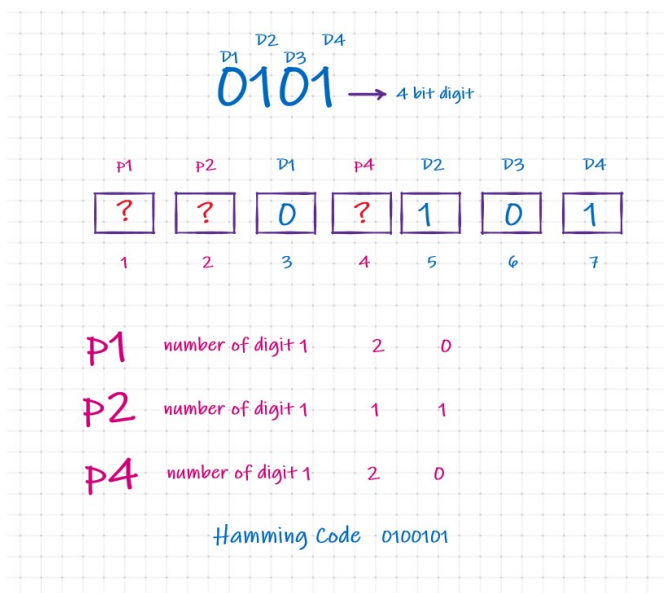 D2 D4
D1 D3
0101 → 4 bit digit
P1 P2 D1 P4 D2 D3 D4
? ? 0 ? 1 0 1
1 2 3 4 5 6 7
P1 number of digit 1 2 0
P2 number of digit 1 1 1
P4 number of digit 1 2 0
Hamming Code 0100101